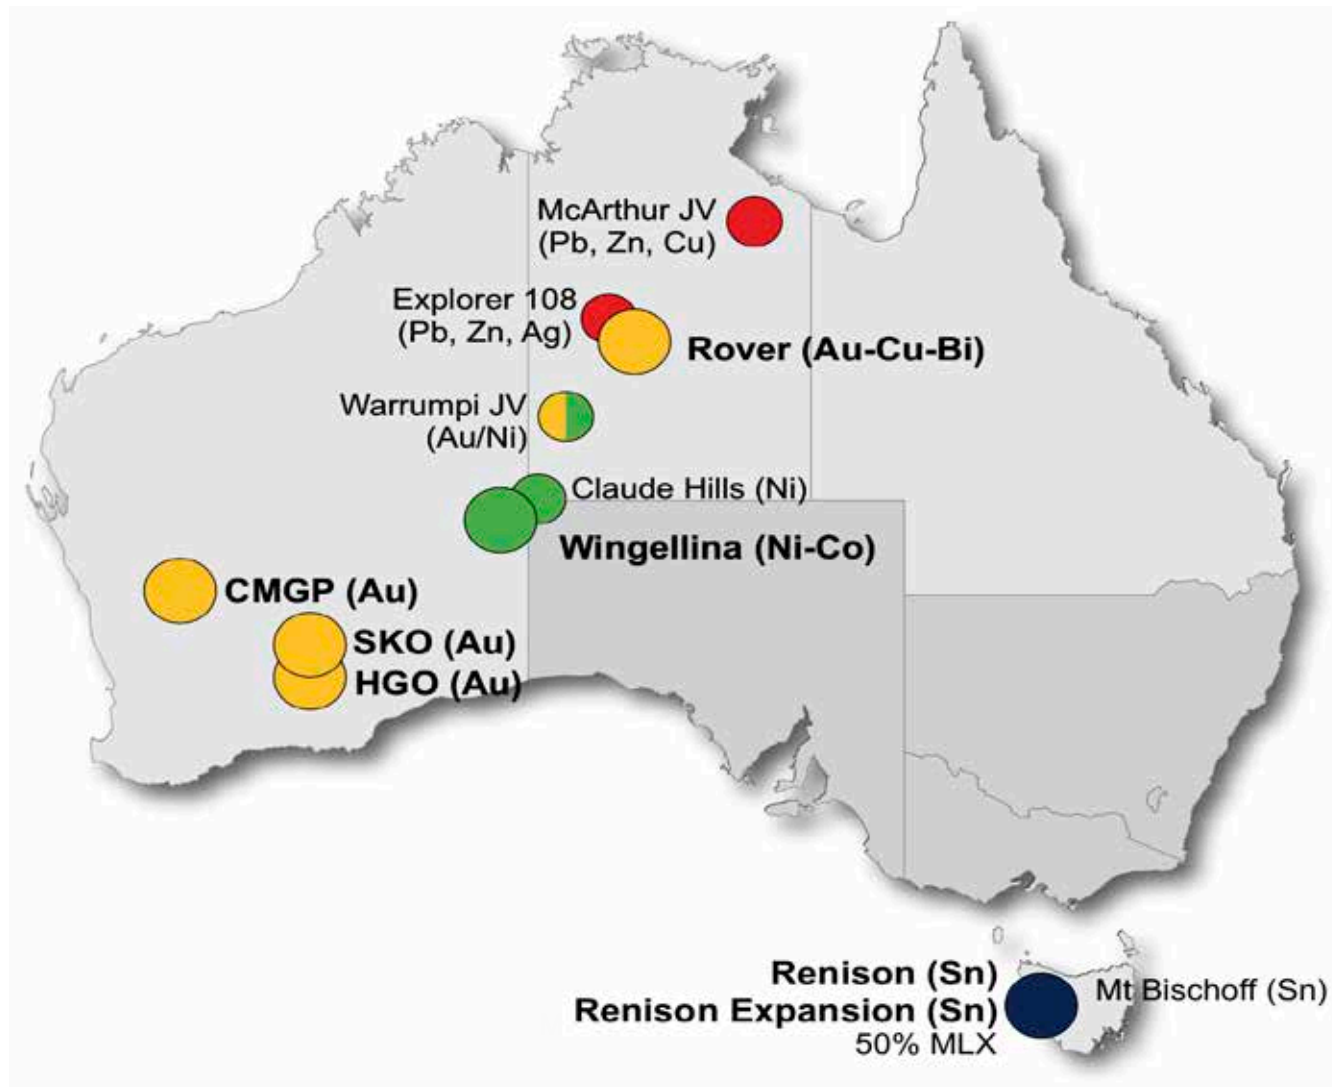 McArthur JV
(Pb, Zn, Cu)
Explorer 108
(Pb, Zn, Ag)
Rover (Au-Cu-Bi)
Warrumpi JV
(Au/Ni)
Claude Hills (Ni)
Wingellina (Ni-Co)
CMGP (Au)
SKO (Au)
HGO (Au)
Renison (Sn)
Mt Bischoff (Sn)
Renison Expansion (Sn)
50% MLX